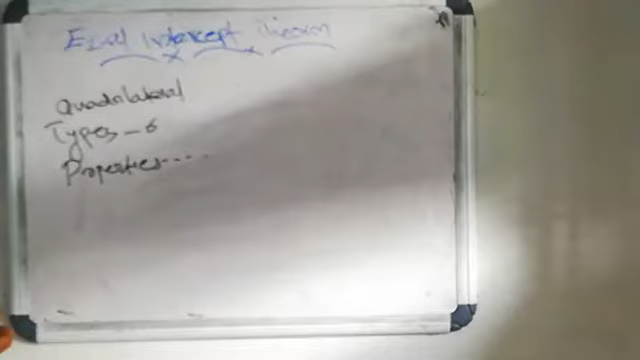 Equal Intercept Theorem
Quadrilateral
Types - 6
Properties....